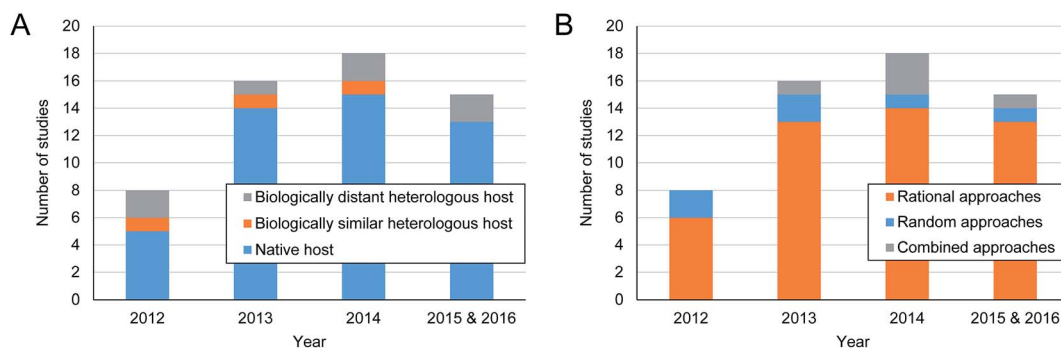 A
Number of studies
20
18
16
14
12
10
8
6
4
2
0
Biologically distant heterologous host
Biologically similar heterologous host
Native host
2012
2013
2014
2015 & 2016
Year
B
Number of studies
20
18
16
14
12
10
8
6
4
2
0
Rational approaches
Random approaches
Combined approaches
2012
2013
2014
2015 & 2016
Year